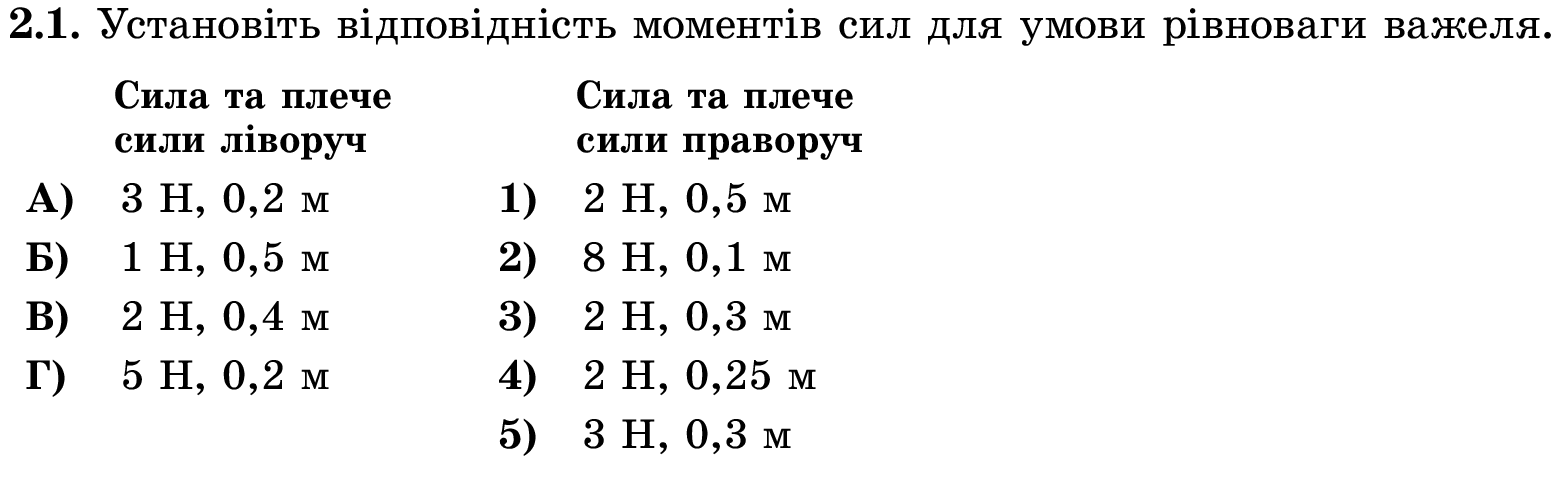 2.1. Установіть відповідність моментів сил для умови рівноваги важеля.
Сила та плече Сила та плече
сили ліворуч сили праворуч
А) 3 Н, 0,2 м 1) 2 Н, 0,5 м
Б) 1 Н, 0,5 м 2) 8 Н, 0,1 м
В) 2 Н, 0,4 м 3) 2 Н, 0,3 м
Г) 5 Н, 0,2 м 4) 2 Н, 0,25 м
5) 3 Н, 0,3 м